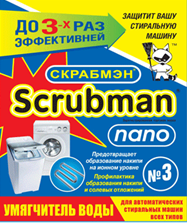 ДО 3-х РАЗ
ЭФФЕКТИВНЕЙ
ЗАЩИТИТ ВАШУ
СТИРАЛЬНУЮ
МАШИНУ
СКРАБМЭН
Scrubman
nano
Предотвращает
образование накипи
на ионном уровне
Профилактика
образования накипи
и солевых отложений
№3
УМЯГЧИТЕЛЬ ВОДЫ
для автоматических
стиральных машин
всех типов